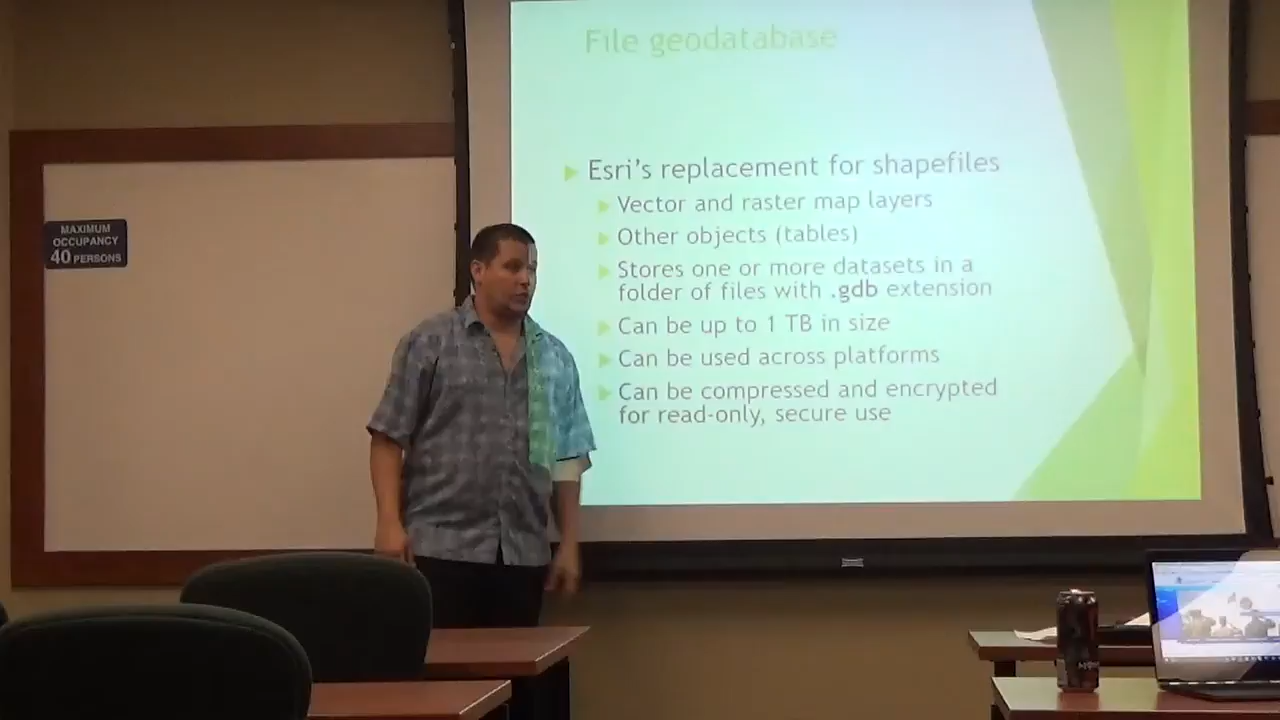 File geodatabase
Esri's replacement for shapefiles
Vector and raster map layers
Other objects (tables)
Stores one or more datasets in a
folder of files with .gdb extension
Can be up to 1 TB in size
Can be used across platforms
Can be compressed and encrypted
for read-only, secure use
MAXIMUM
OCCUPANCY
40 PERSONS